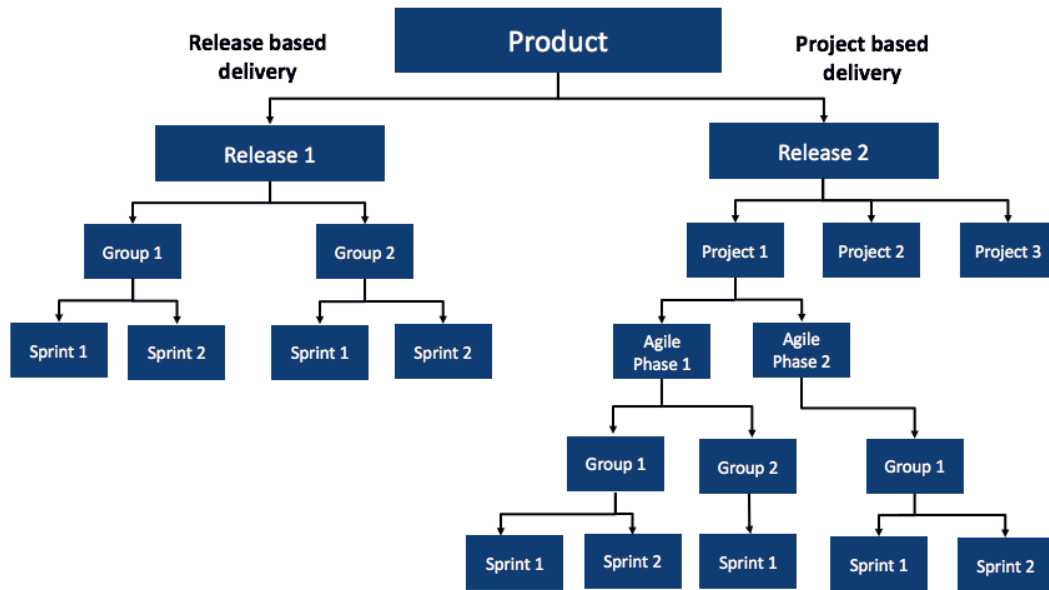 Release based
delivery
Product
Project based
delivery
Release 1
Release 2
Group 1
Group 2
Project 1
Project 2
Project 3
Sprint 1
Sprint 2
Sprint 1
Sprint 2
Agile
Phase 1
Agile
Phase 2
Group 1
Group 2
Group 1
Sprint 1
Sprint 2
Sprint 1
Sprint 1
Sprint 2